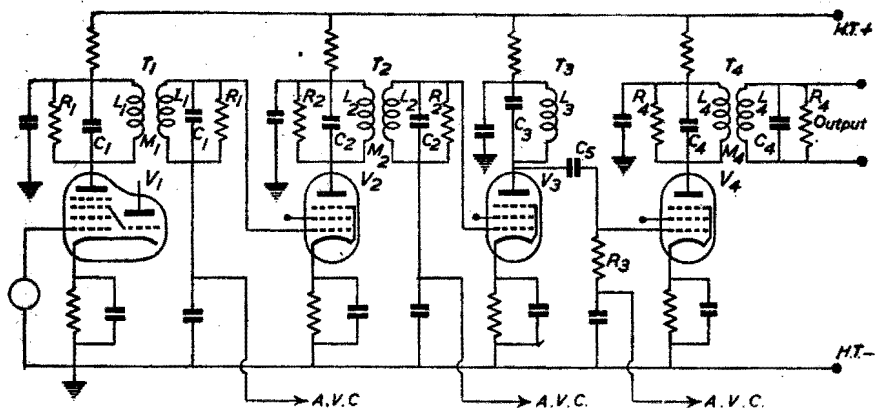 H.T.+
T1 T2 T3 T4
R1 L1 L1 R1 R2 L2 L2 R2 L3 R4 L4 L4 R4
C1 C1 C2 C2 C3 C4 C4 Output
M1 M2 C5 M4
V1 V2 V3 V4
R3
H.T.-
A.V.C A.V.C. A.V.C.